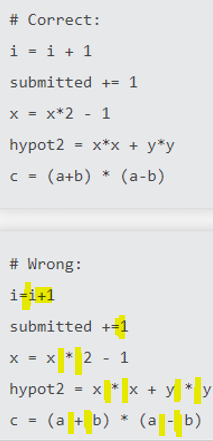 # Correct:
i = i + 1
submitted += 1
x = x*2 - 1
hypot2 = x*x + y*y
c = (a+b) * (a-b)
# Wrong:
i=i+1
submitted +=1
x = x * 2 - 1
hypot2 = x * x + y * y
c = (a + b) * (a - b)